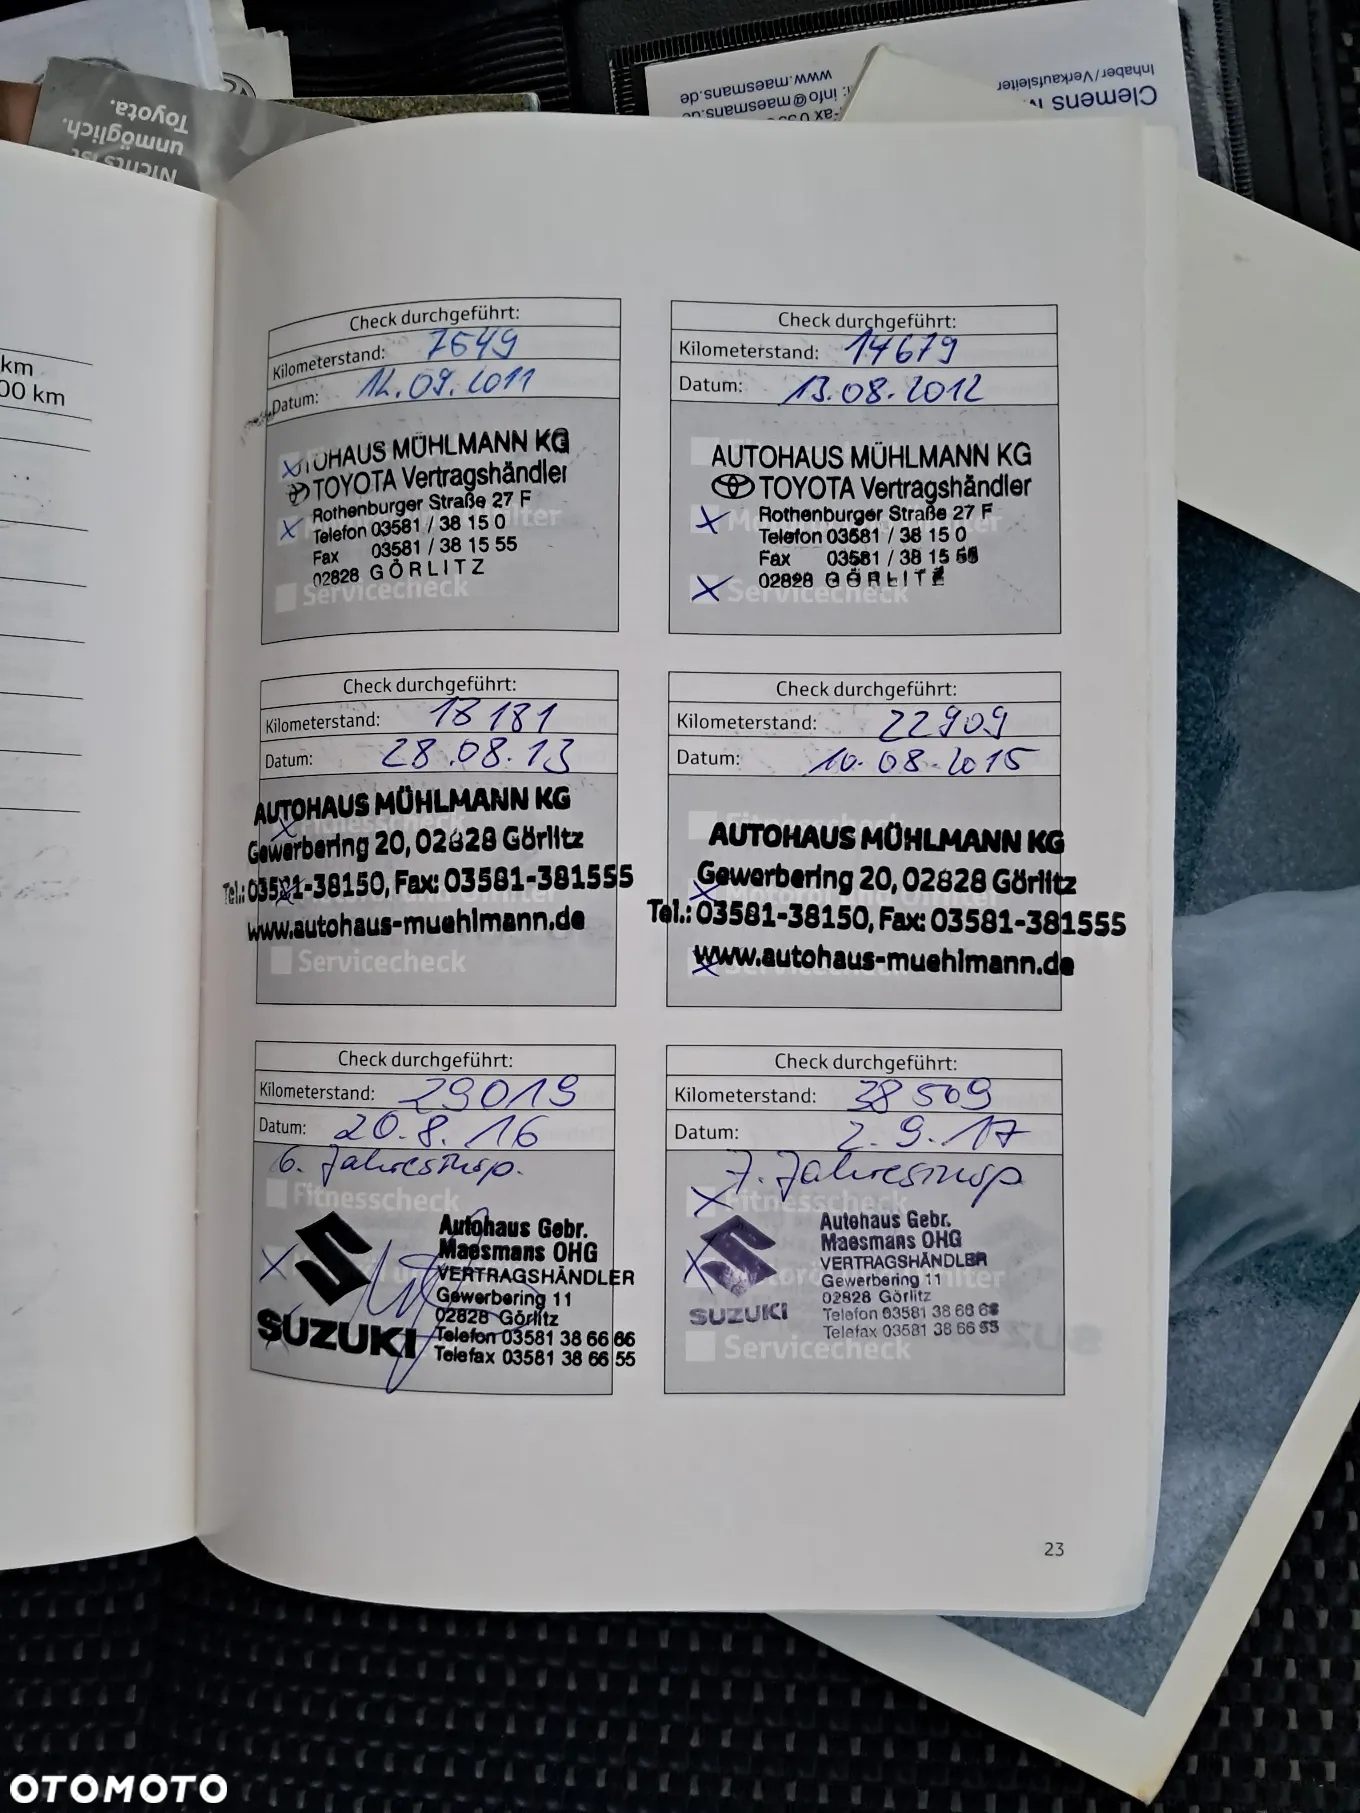 Nichts ist
unmöglich.
Toyota.
Clemens
Inhaber/Verkaufsleiter
info@maesmans.de
www.maesmans.de
km
00 km
Check durchgeführt:
Kilometerstand: 7649
Datum: 12.09.2011
AUTOHAUS MÜHLMANN KG
TOYOTA Vertragshändler
Rothenburger Straße 27 F
Telefon 03581 / 38 15 0
Fax 03581 / 38 15 55
02828 GÖRLITZ
Servicecheck
Check durchgeführt:
Kilometerstand: 14679
Datum: 13.08.2012
AUTOHAUS MÜHLMANN KG
TOYOTA Vertragshändler
Rothenburger Straße 27 F
Telefon 03581 / 38 15 0
Fax 03581 / 38 15 55
02828 GÖRLITZ
Servicecheck
Check durchgeführt:
Kilometerstand: 18181
Datum: 28.08.13
AUTOHAUS MÜHLMANN KG
Fitnesscheck
Gewerbering 20, 02828 Görlitz
Tel.: 03581-38150, Fax: 03581-381555
www.autohaus-muehlmann.de
Servicecheck
Check durchgeführt:
Kilometerstand: 22909
Datum: 10.08.2015
AUTOHAUS MÜHLMANN KG
Gewerbering 20, 02828 Görlitz
Motoröl und Ölfilter
Tel.: 03581-38150, Fax: 03581-381555
www.autohaus-muehlmann.de
Check durchgeführt:
Kilometerstand: 29019
Datum: 20.8.16
6. Jahresinsp.
Fitnesscheck
Autohaus Gebr.
Maesmans OHG
VERTRAGSHÄNDLER
Gewerbering 11
02828 Görlitz
SUZUKI
Telefon 03581 38 66 66
Telefax 03581 38 66 55
Check durchgeführt:
Kilometerstand: 38509
Datum: 2.9.17
7. Jahresinsp
Fitnesscheck
Autohaus Gebr.
Maesmans OHG
VERTRAGSHÄNDLER
Gewerbering 11
02828 Görlitz
SUZUKI
Telefon 03581 38 66 66
Telefax 03581 38 66 55
Servicecheck
23
OTOMOTO